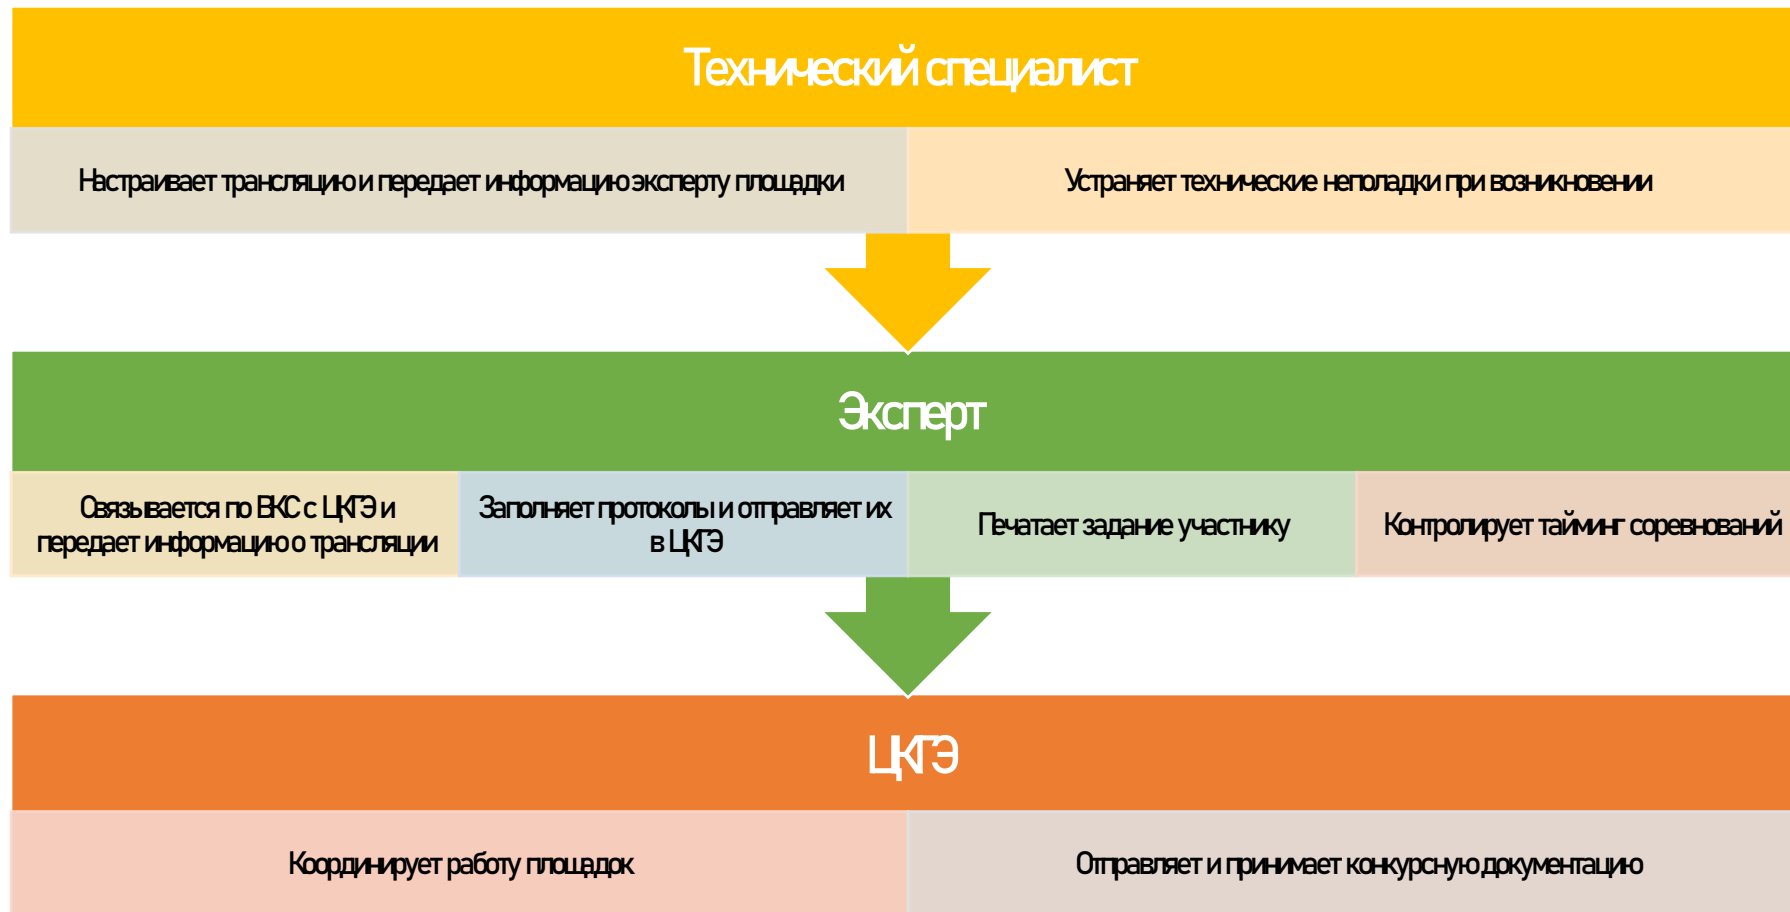 Технический специалист
Настраивает трансляцию и передает информацию эксперту площадки
Устраняет технические неполадки при возникновении
Эксперт
Связывается по ВКС с ЦКГЭ и
передает информацию о трансляции
Заполняет протоколы и отправляет их
в ЦКГЭ
Печатает задание участнику
Контролирует тайминг соревнований
ЦКГЭ
Координирует работу площадок
Отправляет и принимает конкурсную документацию